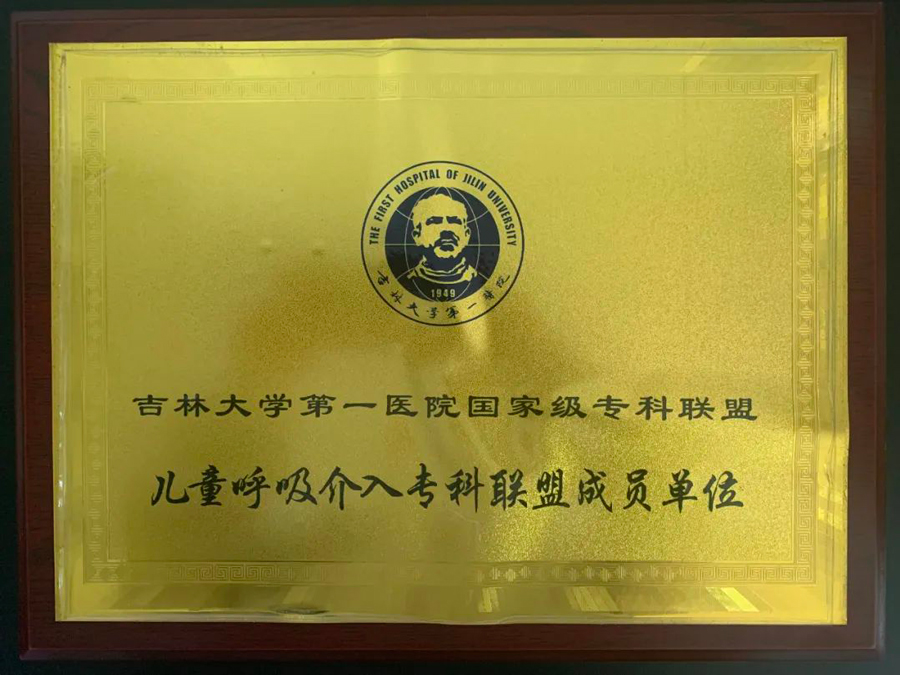 THE FIRST HOSPITAL OF JILIN UNIVERSITY
1949
吉林大学第一醫院
吉林大学第一医院国家级专科联盟
儿童呼吸介入专科联盟成员单位